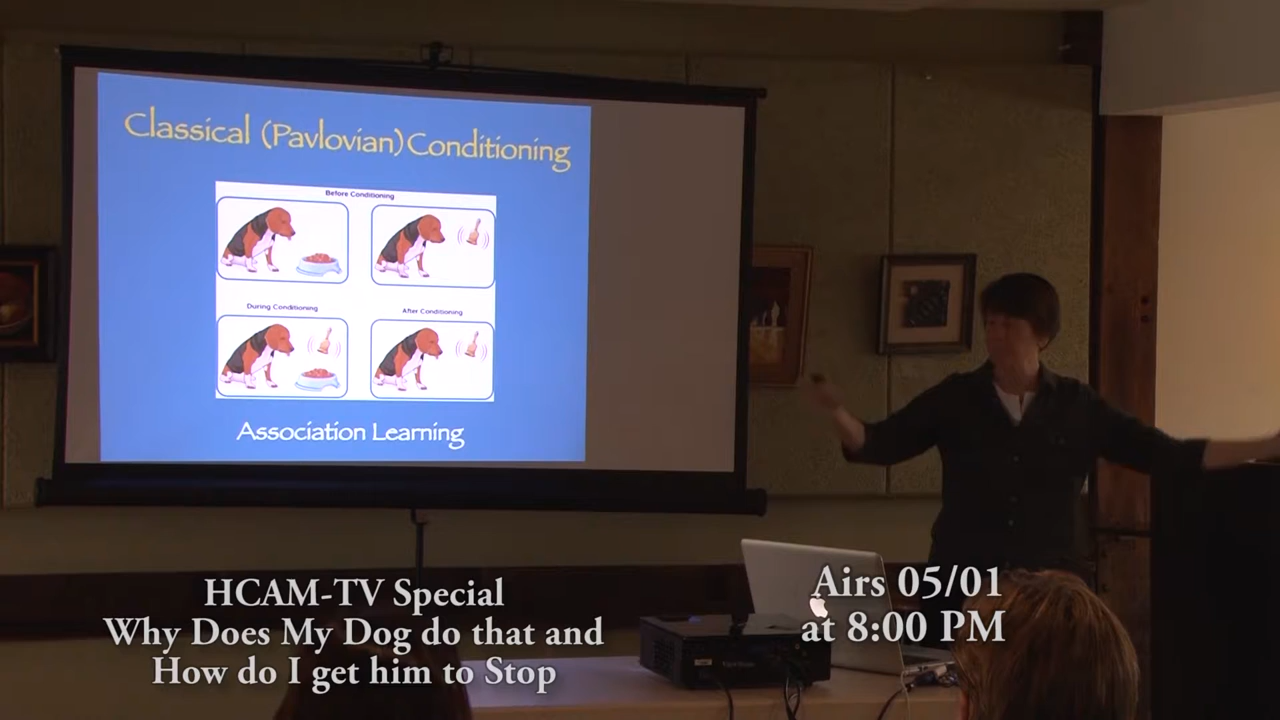 Classical (Pavlovian) Conditioning
Before Conditioning
During Conditioning
After Conditioning
Association Learning
HCAM-TV Special
Why Does My Dog do that and
How do I get him to Stop
Airs 05/01
at 8:00 PM